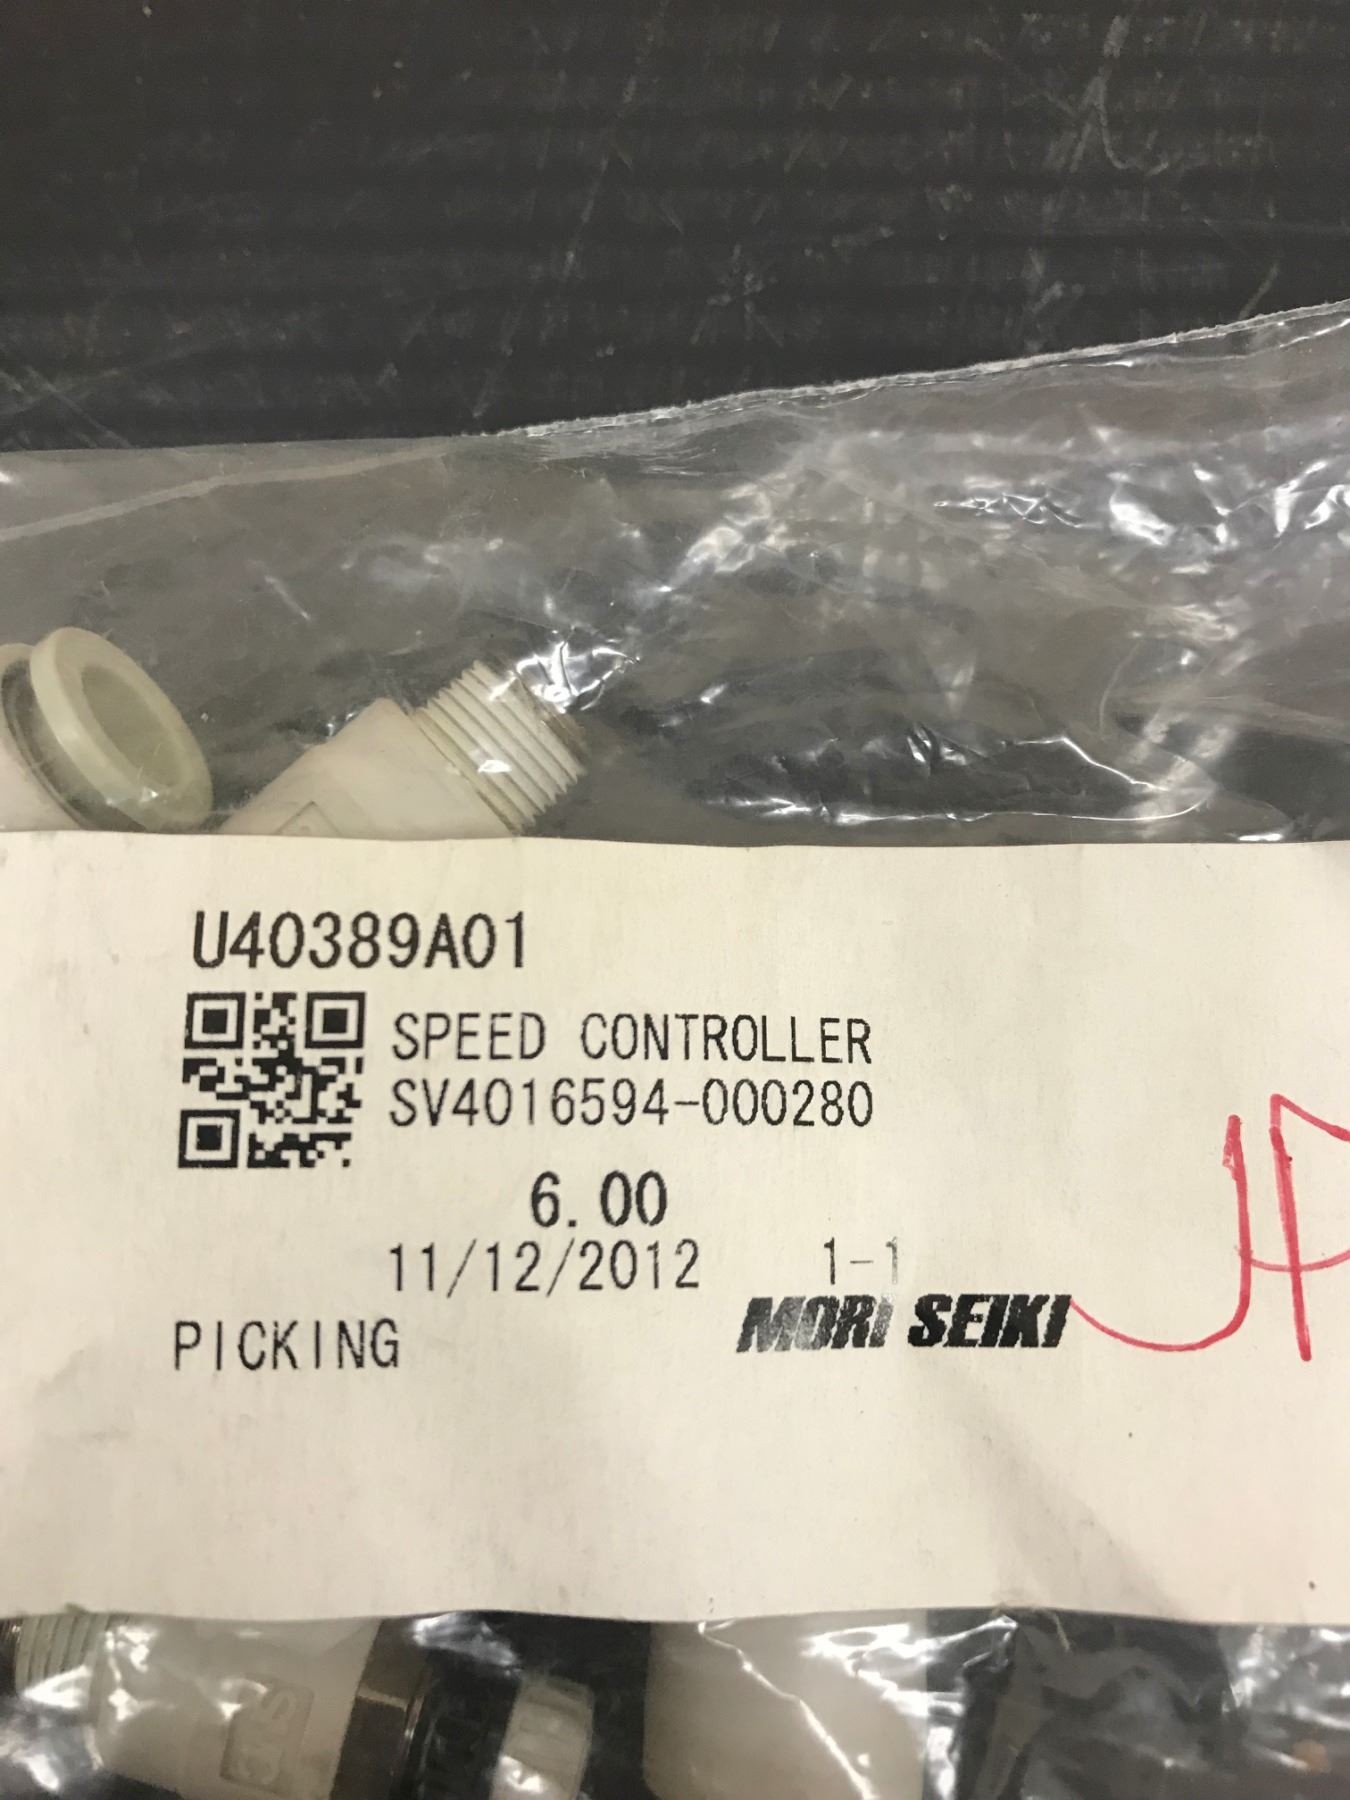 U40389A01
SPEED CONTROLLER
SV4016594-000280
6.00
11/12/2012 1-1
MORI SEIKI
PICKING